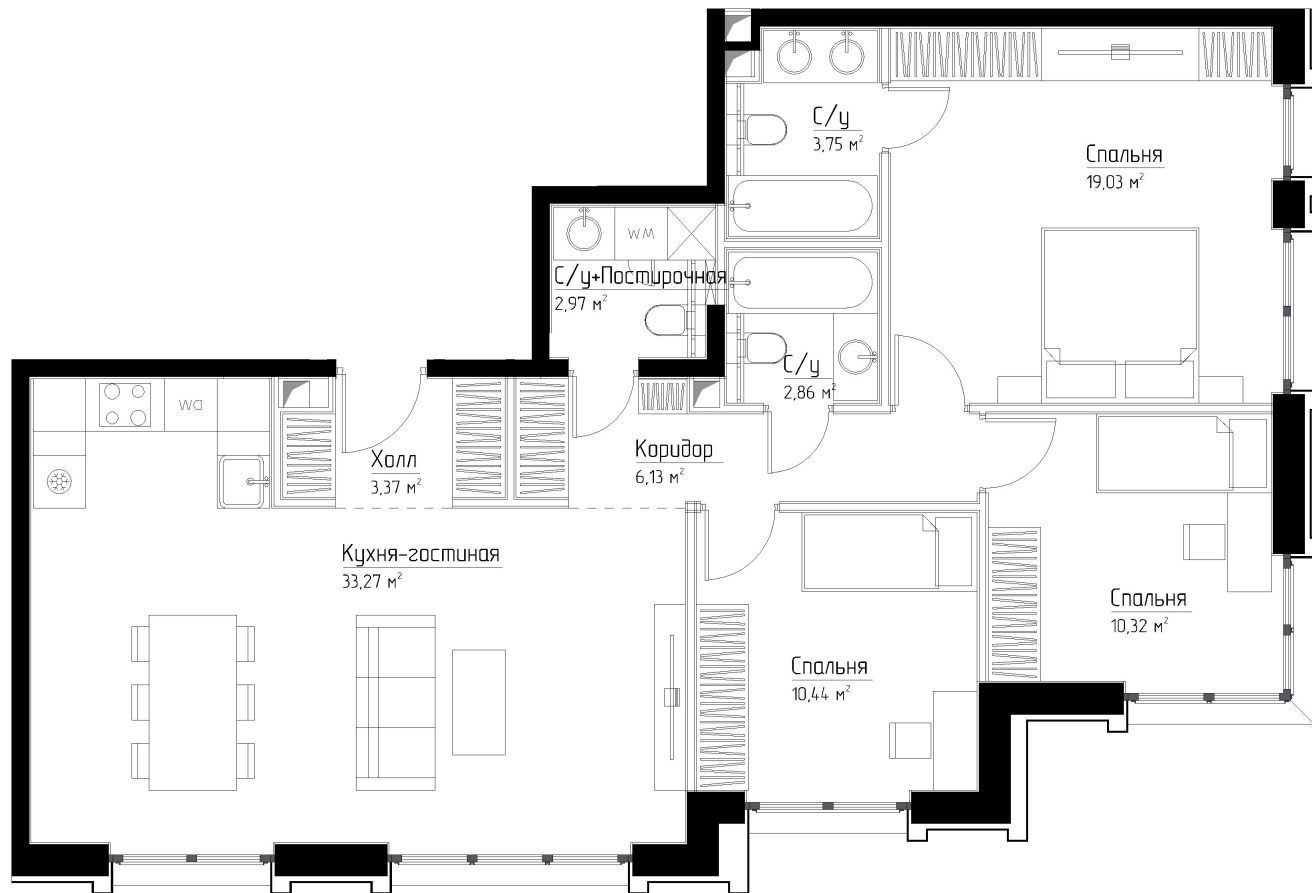 С/у
3,75 м²
Спальня
19,03 м²
WM
С/у+Постирочная
2,97 м²
С/у
2,86 м²
DW
Холл
3,37 м²
Коридор
6,13 м²
Кухня-гостиная
33,27 м²
Спальня
10,32 м²
Спальня
10,44 м²